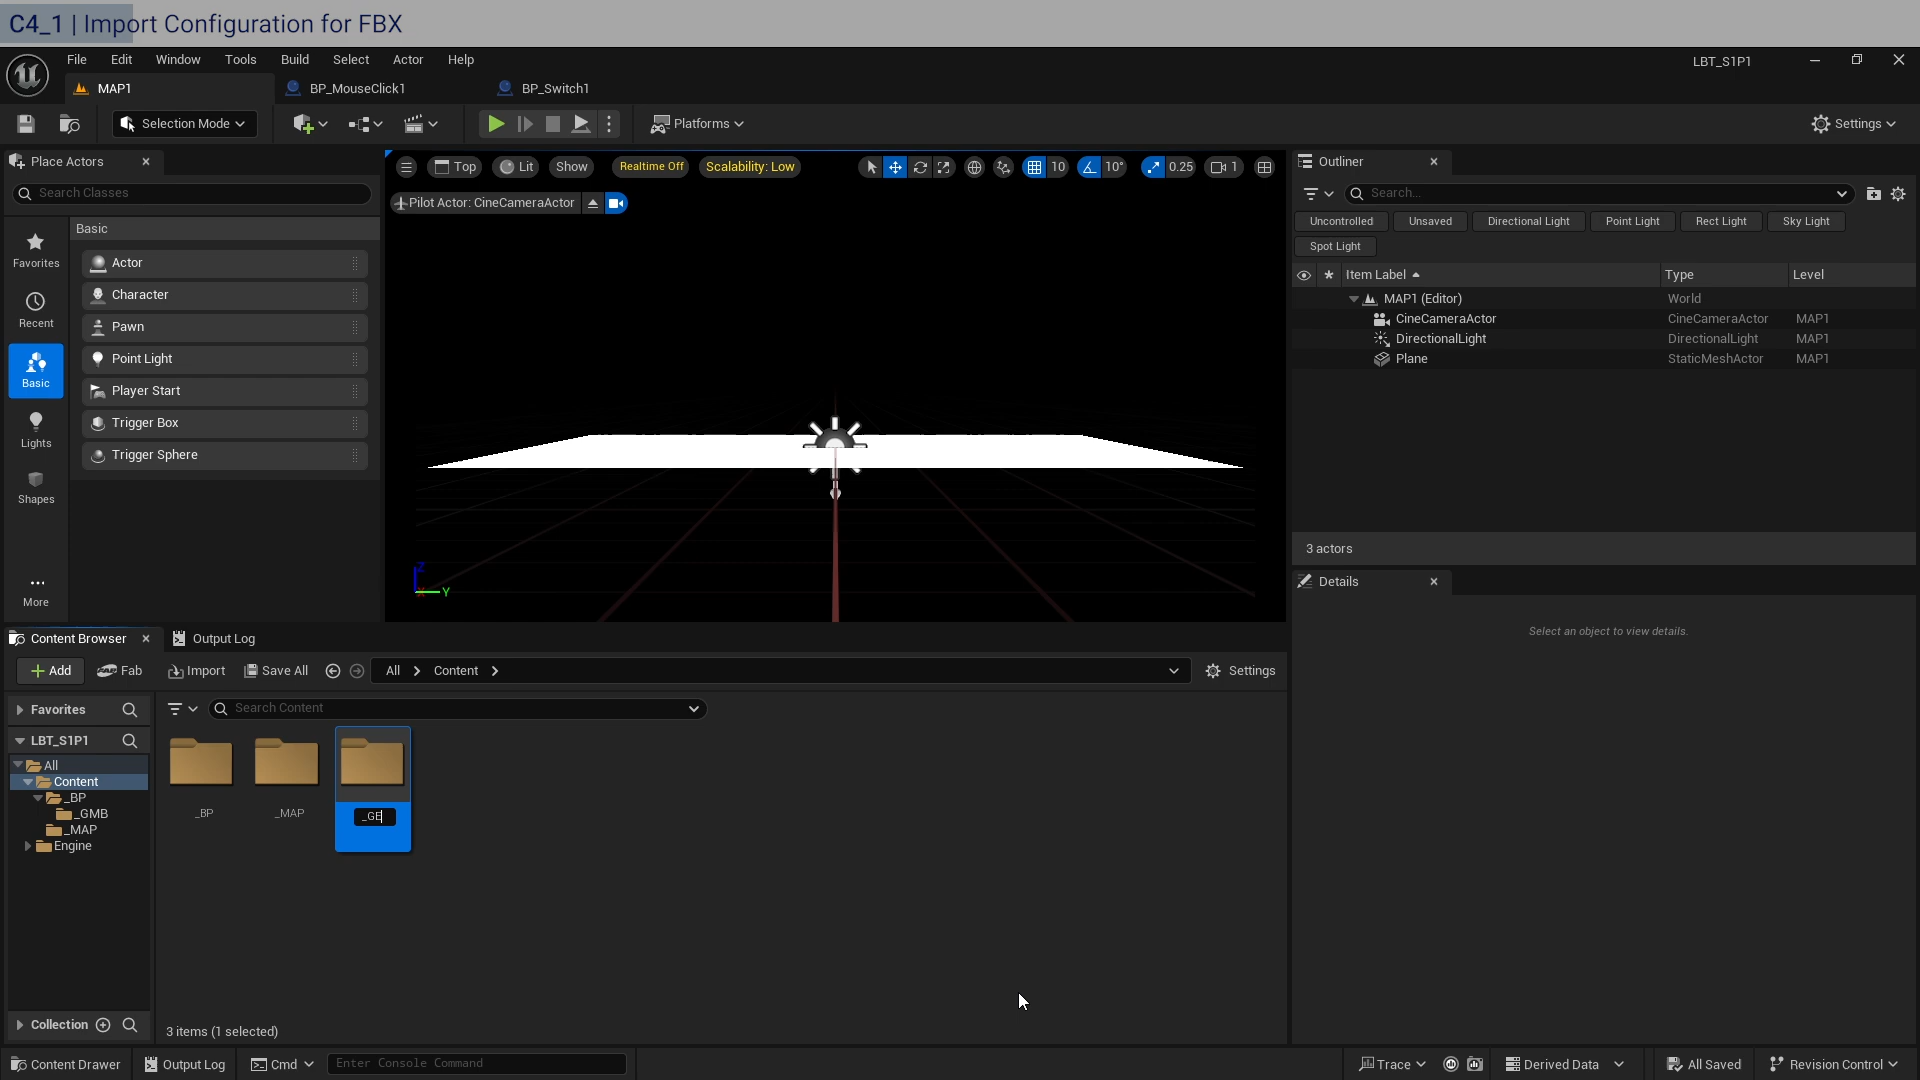 C4_1 | Import Configuration for FBX
File Edit Window Tools Build Select Actor Help
LBT_S1P1
MAP1 BP_MouseClick1 BP_Switch1
Selection Mode Platforms Settings
Place Actors
Search Classes
Basic
Favorites
Recent
Basic
Lights
Shapes
More
Actor
Character
Pawn
Point Light
Player Start
Trigger Box
Trigger Sphere
Top Lit Show Realtime Off Scalability: Low 10 10° 0.25 1
Pilot Actor: CineCameraActor
Z
Y
Outliner
Search...
Uncontrolled Unsaved Directional Light Point Light Rect Light Sky Light
Spot Light
Item Label Type Level
MAP1 (Editor) World
CineCameraActor CineCameraActor MAP1
DirectionalLight DirectionalLight MAP1
Plane StaticMeshActor MAP1
3 actors
Details
Select an object to view details.
Content Browser Output Log
Add Fab Import Save All All Content Settings
Favorites
Search Content
LBT_S1P1
All
Content
_BP
_GMB
_MAP
Engine
_BP _MAP _GE
Collection
3 items (1 selected)
Content Drawer Output Log Cmd Enter Console Command Trace Derived Data All Saved Revision Control